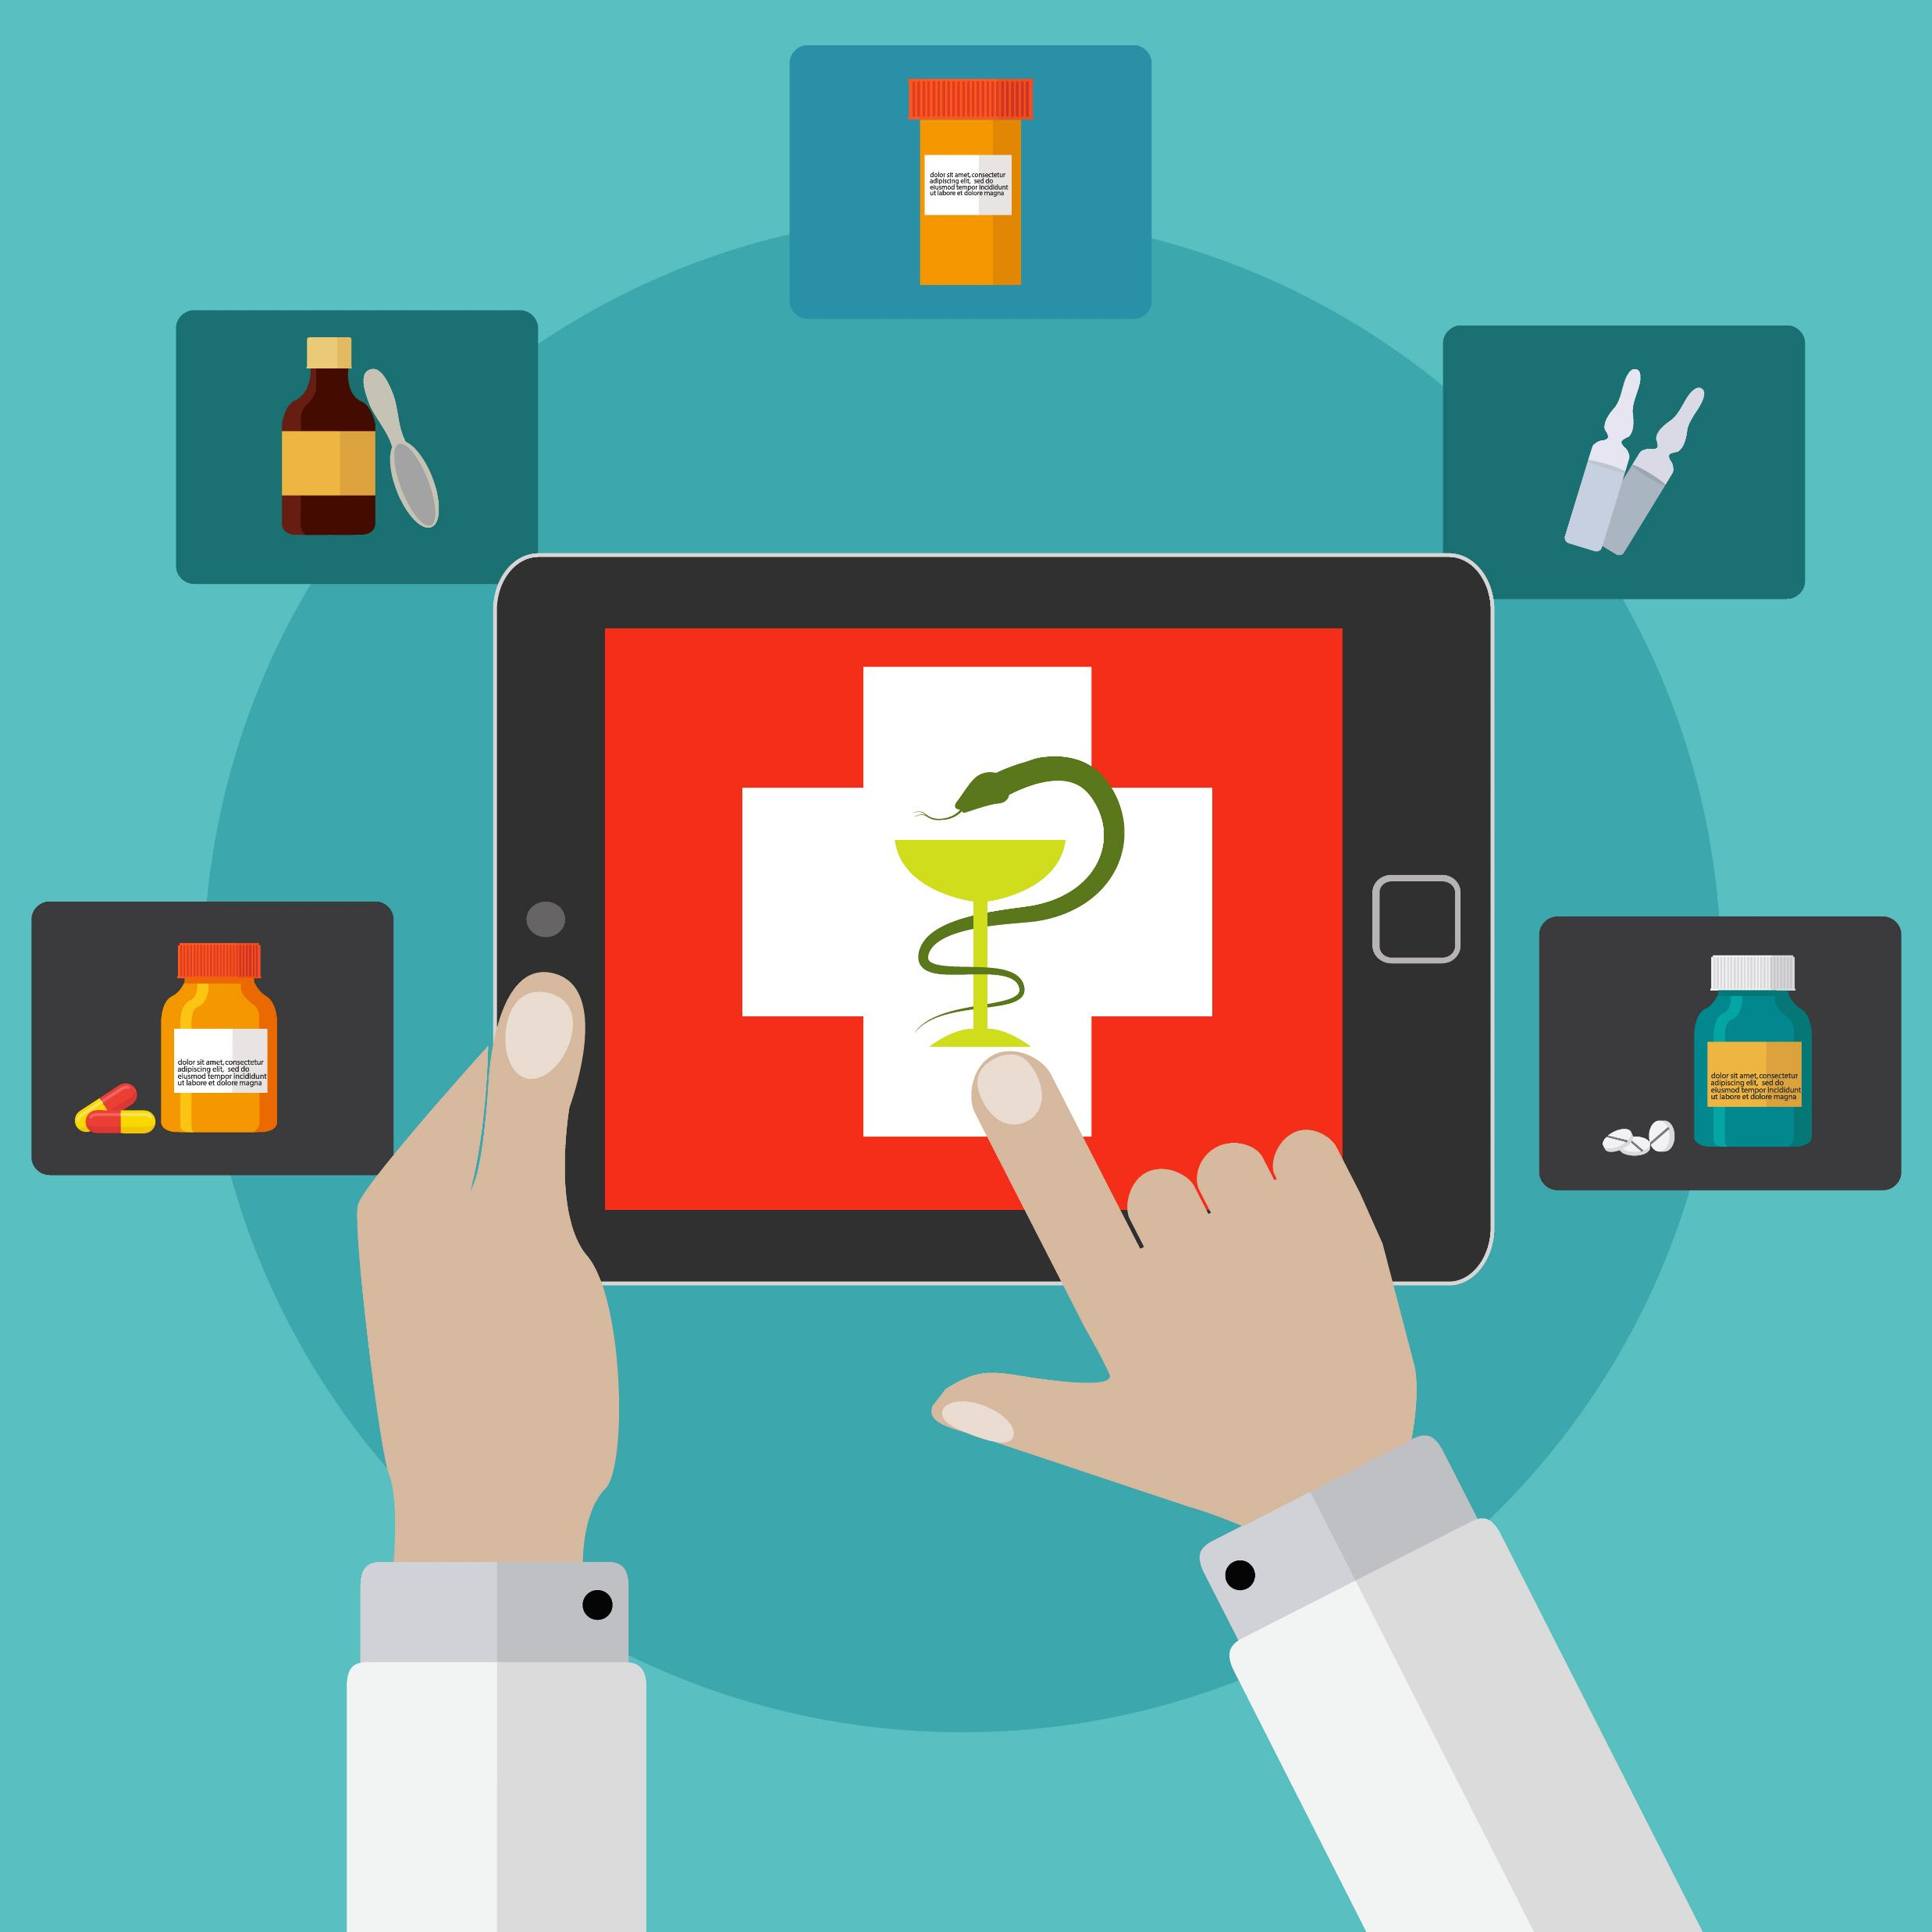 dolor sit amet, consectetur
adipiscing elit,  sed do
eiusmod tempor incididunt
ut labore et dolore magna
dolor sit amet, consectetur
adipiscing elit,  sed do
eiusmod tempor incididunt
ut labore et dolore magna
dolor sit amet, consectetur
adipiscing elit,  sed do
eiusmod tempor incididunt
ut labore et dolore magna